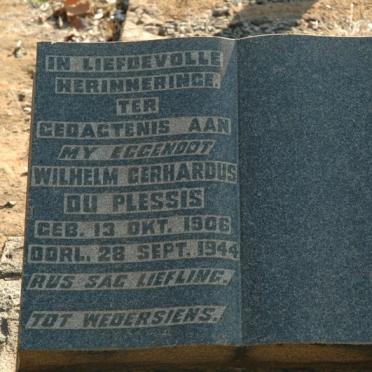 IN LIEFDEVOLLE
HERINNERINGE.
TER
GEDAGTENIS AAN
MY EGGENOOT
WILHELM GERHARDUS
DU PLESSIS
GEB. 13 OKT. 1906
OORL. 28 SEPT. 1944
RUS SAG LIEFLING.
TOT WEDERSIENS.